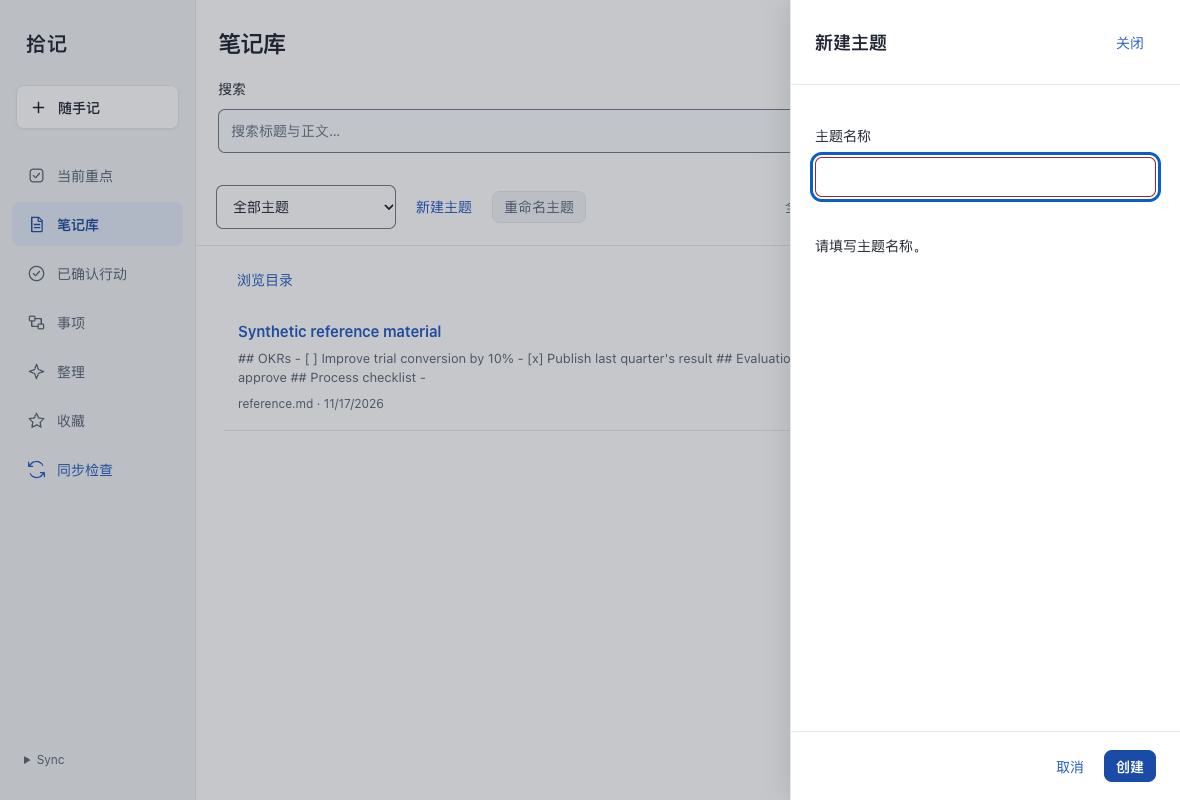 拾记
随手记
当前重点
笔记库
已确认行动
事项
整理
收藏
同步检查
Sync
笔记库
搜索
搜索标题与正文...
全部主题
新建主题
重命名主题
浏览目录
Synthetic reference material
## OKRs - [ ] Improve trial conversion by 10% - [x] Publish last quarter's result ## Evaluatio
approve ## Process checklist -
reference.md · 11/17/2026
新建主题
关闭
主题名称
请填写主题名称。
取消
创建